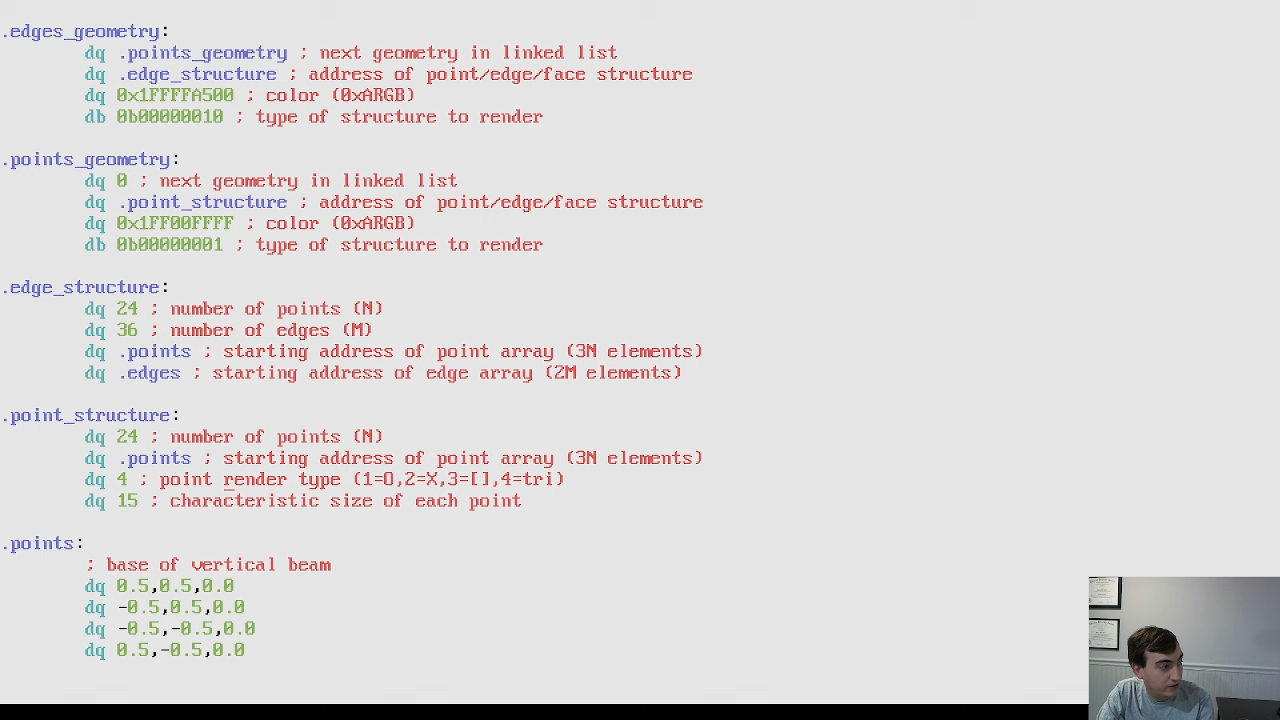 .edges_geometry:
dq .points_geometry ; next geometry in linked list
dq .edge_structure ; address of point/edge/face structure
dq 0x1FFFFA500 ; color (0xARGB)
db 0b00000010 ; type of structure to render
.points_geometry:
dq 0 ; next geometry in linked list
dq .point_structure ; address of point/edge/face structure
dq 0x1FF00FFFF ; color (0xARGB)
db 0b00000001 ; type of structure to render
.edge_structure:
dq 24 ; number of points (N)
dq 36 ; number of edges (M)
dq .points ; starting address of point array (3N elements)
dq .edges ; starting address of edge array (2M elements)
.point_structure:
dq 24 ; number of points (N)
dq .points ; starting address of point array (3N elements)
dq 4 ; point render type (1=O,2=X,3=[],4=tri)
dq 15 ; characteristic size of each point
.points:
; base of vertical beam
dq 0.5,0.5,0.0
dq -0.5,0.5,0.0
dq -0.5,-0.5,0.0
dq 0.5,-0.5,0.0